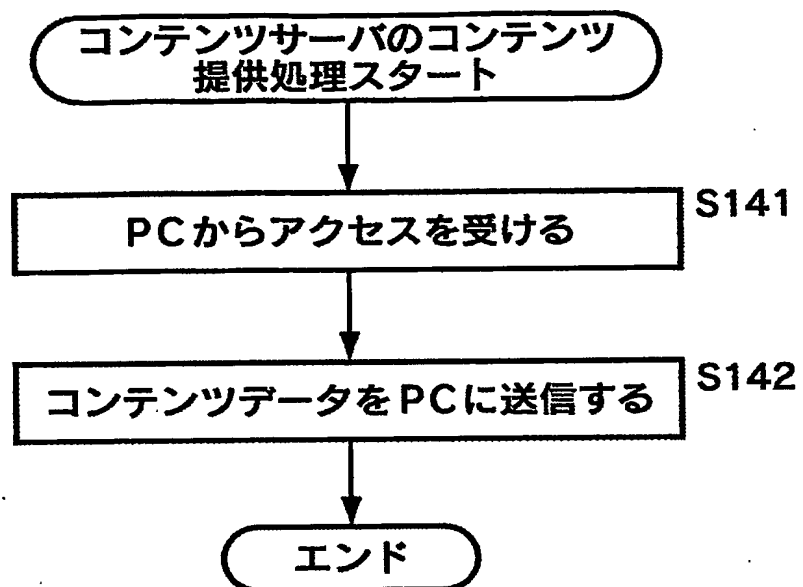 コンテンツサーバのコンテンツ
提供処理スタート
PCからアクセスを受ける
S141
コンテンツデータをPCに送信する
S142
エンド